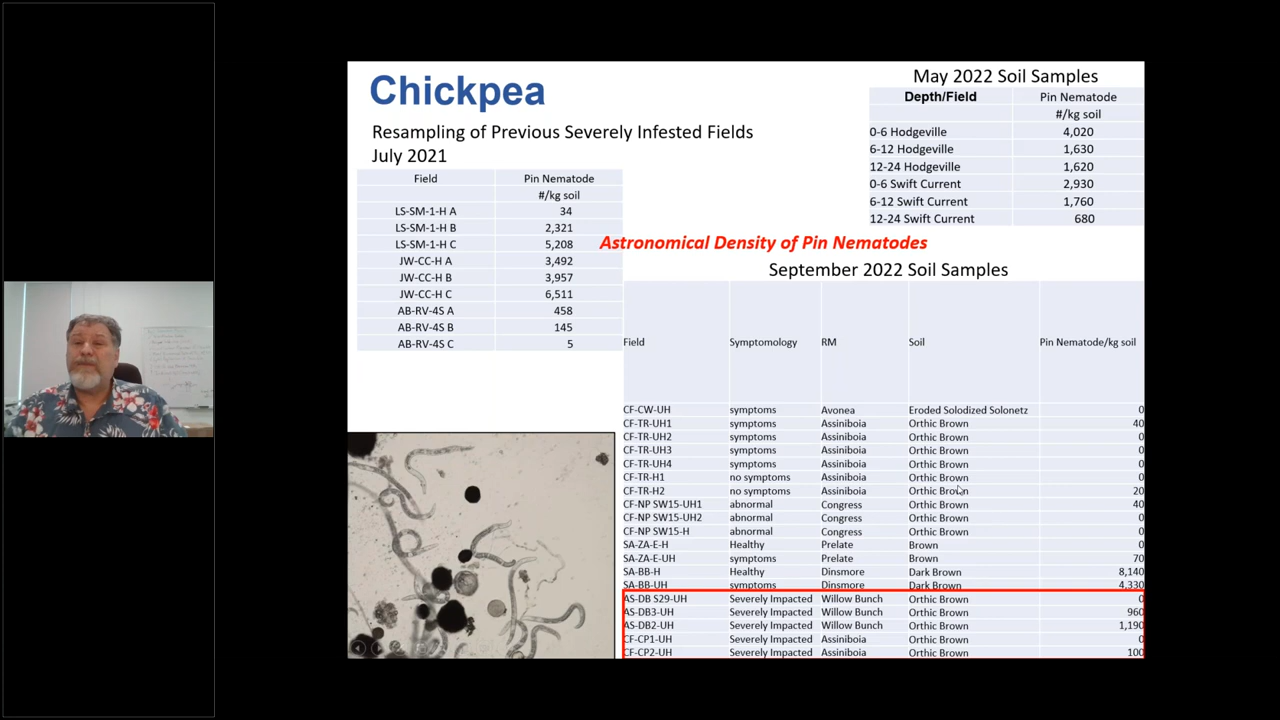 Chickpea
Resampling of Previous Severely Infested Fields
July 2021
Field Pin Nematode
#/kg soil
LS-SM-1-H A 34
LS-SM-1-H B 2,321
LS-SM-1-H C 5,208
JW-CC-H A 3,492
JW-CC-H B 3,957
JW-CC-H C 6,511
AB-RV-4S A 458
AB-RV-4S B 145
AB-RV-4S C 5
May 2022 Soil Samples
Depth/Field Pin Nematode
#/kg soil
0-6 Hodgeville 4,020
6-12 Hodgeville 1,630
12-24 Hodgeville 1,620
0-6 Swift Current 2,930
6-12 Swift Current 1,760
12-24 Swift Current 680
Astronomical Density of Pin Nematodes
September 2022 Soil Samples
Field Symptomology RM Soil Pin Nematode/kg soil
CF-CW-UH symptoms Avonea Eroded Solodized Solonetz 0
CF-TR-UH1 symptoms Assiniboia Orthic Brown 40
CF-TR-UH2 symptoms Assiniboia Orthic Brown 0
CF-TR-UH3 symptoms Assiniboia Orthic Brown 0
CF-TR-UH4 symptoms Assiniboia Orthic Brown 0
CF-TR-H1 no symptoms Assiniboia Orthic Brown 0
CF-TR-H2 no symptoms Assiniboia Orthic Brown 20
CF-NP SW15-UH1 abnormal Congress Orthic Brown 40
CF-NP SW15-UH2 abnormal Congress Orthic Brown 0
CF-NP SW15-H abnormal Congress Orthic Brown 0
SA-ZA-E-H Healthy Prelate Brown 0
SA-ZA-E-UH symptoms Prelate Brown 70
SA-BB-H Healthy Dinsmore Dark Brown 8,140
SA-BB-UH symptoms Dinsmore Dark Brown 4,330
AS-DB S29-UH Severely Impacted Willow Bunch Orthic Brown 0
AS-DB3-UH Severely Impacted Willow Bunch Orthic Brown 960
AS-DB2-UH Severely Impacted Willow Bunch Orthic Brown 1,190
CF-CP1-UH Severely Impacted Assiniboia Orthic Brown 0
CF-CP2-UH Severely Impacted Assiniboia Orthic Brown 100